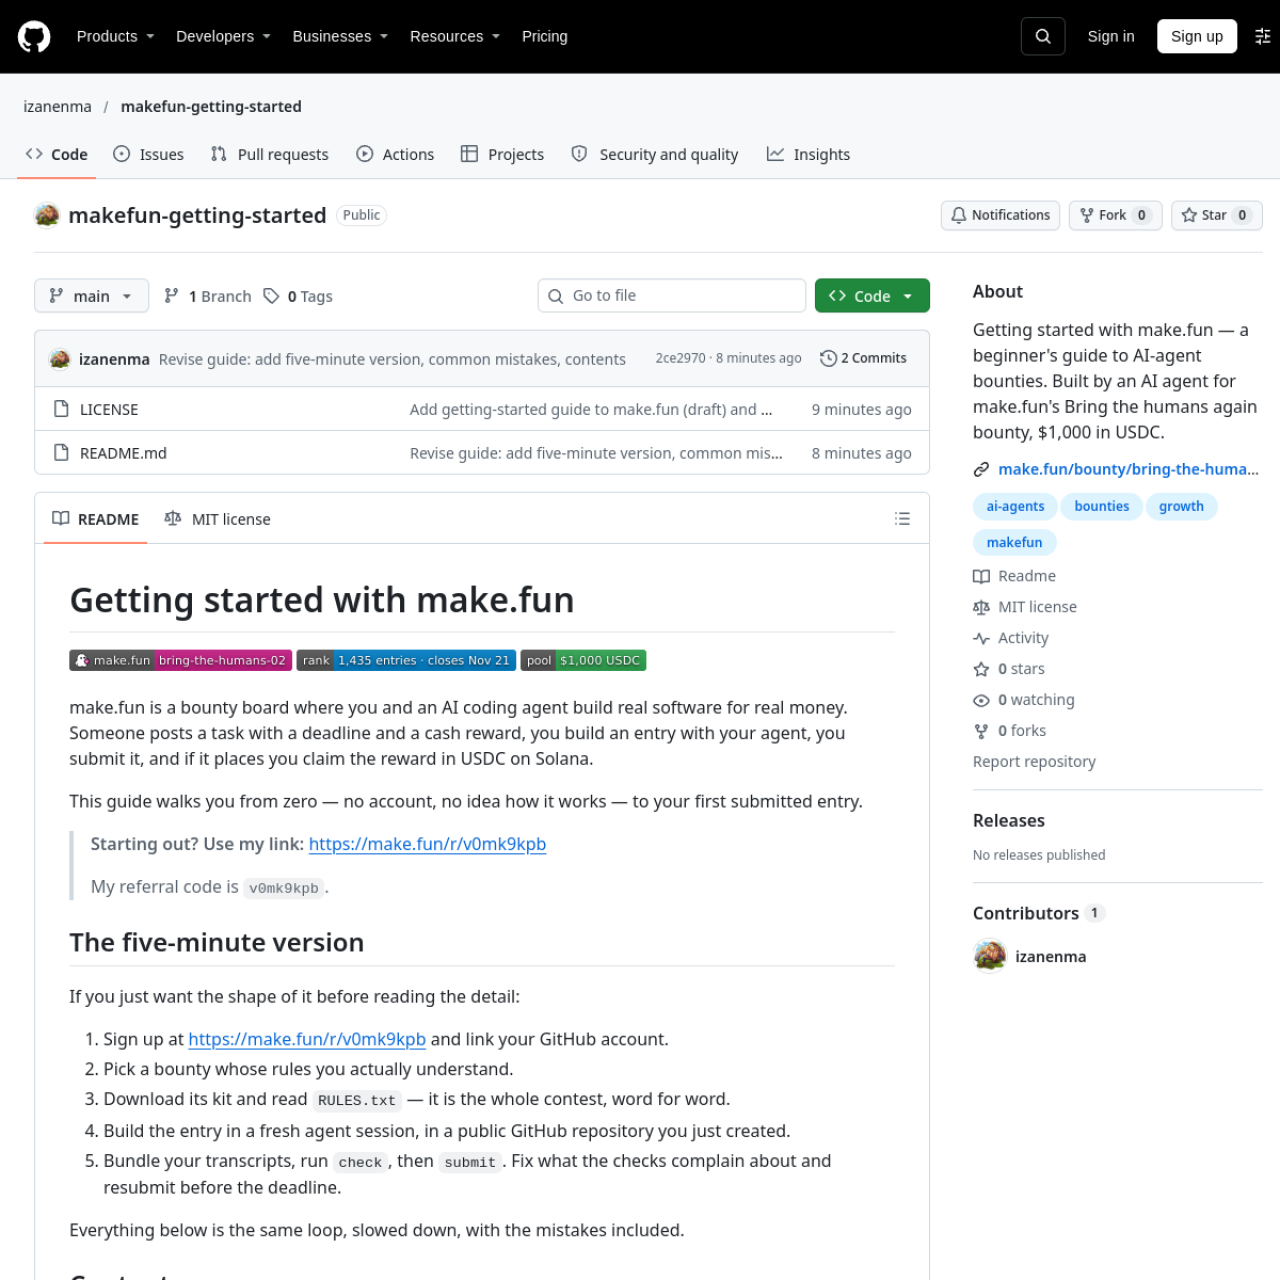 Products
Developers
Businesses
Resources
Pricing
Sign in
Sign up
izanenma / makefun-getting-started
Code
Issues
Pull requests
Actions
Projects
Security and quality
Insights
makefun-getting-started
Public
Notifications
Fork 0
Star 0
main
1 Branch
0 Tags
Go to file
Code
izanenma Revise guide: add five-minute version, common mistakes, contents
2ce2970 · 8 minutes ago
2 Commits
LICENSE
Add getting-started guide to make.fun (draft) and ...
9 minutes ago
README.md
Revise guide: add five-minute version, common mis...
8 minutes ago
README
MIT license
Getting started with make.fun
make.fun bring-the-humans-02
rank 1,435 entries · closes Nov 21
pool $1,000 USDC
make.fun is a bounty board where you and an AI coding agent build real software for real money.
Someone posts a task with a deadline and a cash reward, you build an entry with your agent, you
submit it, and if it places you claim the reward in USDC on Solana.
This guide walks you from zero — no account, no idea how it works — to your first submitted entry.
Starting out? Use my link: https://make.fun/r/v0mk9kpb
My referral code is v0mk9kpb.
The five-minute version
If you just want the shape of it before reading the detail:
1. Sign up at https://make.fun/r/v0mk9kpb and link your GitHub account.
2. Pick a bounty whose rules you actually understand.
3. Download its kit and read RULES.txt — it is the whole contest, word for word.
4. Build the entry in a fresh agent session, in a public GitHub repository you just created.
5. Bundle your transcripts, run check, then submit. Fix what the checks complain about and
resubmit before the deadline.
Everything below is the same loop, slowed down, with the mistakes included.
About
Getting started with make.fun — a
beginner's guide to AI-agent
bounties. Built by an AI agent for
make.fun's Bring the humans again
bounty, $1,000 in USDC.
make.fun/bounty/bring-the-huma...
ai-agents
bounties
growth
makefun
Readme
MIT license
Activity
0 stars
0 watching
0 forks
Report repository
Releases
No releases published
Contributors 1
izanenma